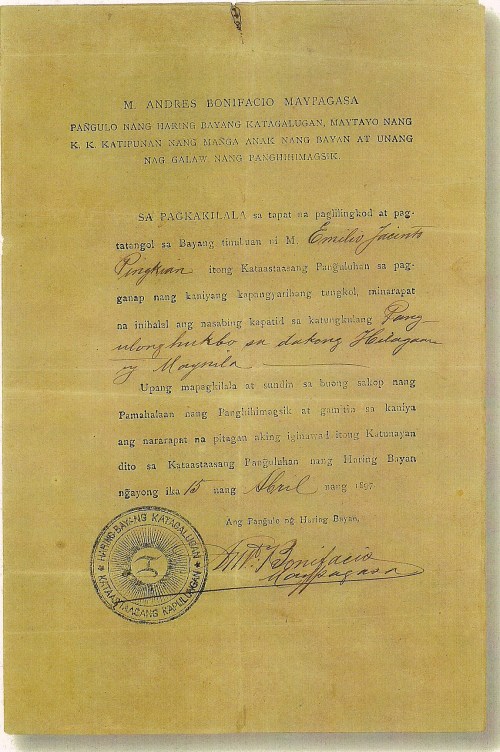 M. ANDRES BONIFACIO MAYPAGASA
PAÑGULO NANG HARING BAYANG KATAGALUGAN, MAYTAYO NANG
K. K. KATIPUNAN NANG MAÑGA ANAK NANG BAYAN AT UNANG
NAG GALAW NANG PANGHIHIMAGSIK.
SA PAGKAKILALA sa tapat na paglilingkod at pag-
tatangol sa Bayang tinubuan ni M. Emilio Jacinto
Pingkian itong Kataastaasang Pañguluhan sa pag-
ganap nang kaniyang kapangyarihang tungkol, minarapat
na inihalal ang nasabing kapatid sa katungkulang Pang-
ulong hukbo sa dakong Hilagaan
ng Maynila
Upang mapagkilala at sundin sa buong sakop nang
Pamahalaan nang Panghihimagsik at gamitin sa kaniya
ang nararapat na pitagan aking iginawad itong Katunayan
dito sa Kataastaasang Pañguluhan nang Haring Bayan
ñgayong ika 15 nang Abril nang 1897.
Ang Pañgulo ng Haring Bayan,
HARING-BAYANG KATAGALUGAN
KATAASTAASANG KAPULUÑGAN
Bonifacio
Maypagasa